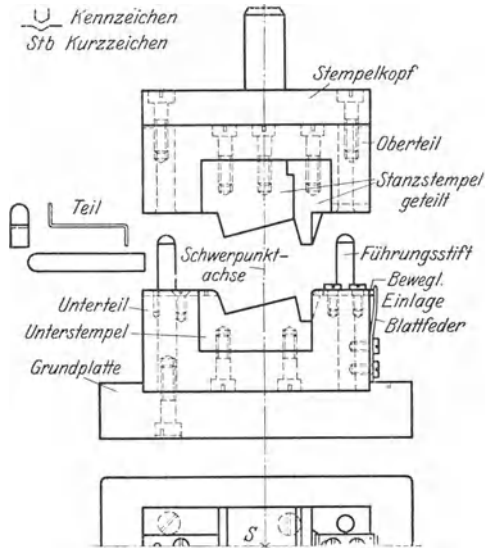 Kennzeichen
Stb Kurzzeichen
Stempelkopf
Oberteil
Stanzstempel
geteilt
Teil
Schwerpunkt-
achse
Führungsstift
Bewegl.
Einlage
Blattfeder
Unterteil
Unterstempel
Grundplatte
S